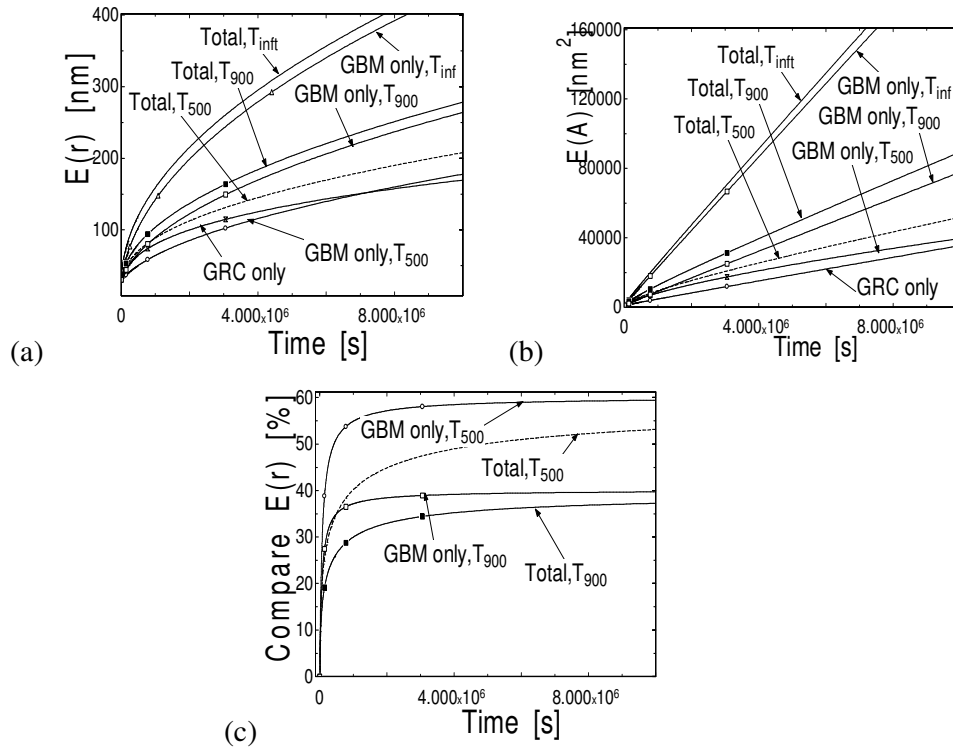 400
300
200
100
E(r) [nm]
Total,T_inft
GBM only,T_inf
Total,T_900
GBM only,T_900
Total,T_500
GBM only,T_500
GRC only
0
4.000x10^6
8.000x10^6
Time [s]
(a)
160000
120000
80000
40000
0
E(A) [nm^2]
Total,T_inft
GBM only,T_inf
Total,T_900
GBM only,T_900
Total,T_500
GBM only,T_500
GRC only
0
4.000x10^6
8.000x10^6
Time [s]
(b)
60
50
40
30
20
10
0
Compare E(r) [%]
GBM only,T_500
Total,T_500
GBM only,T_900
Total,T_900
0
4.000x10^6
8.000x10^6
Time [s]
(c)